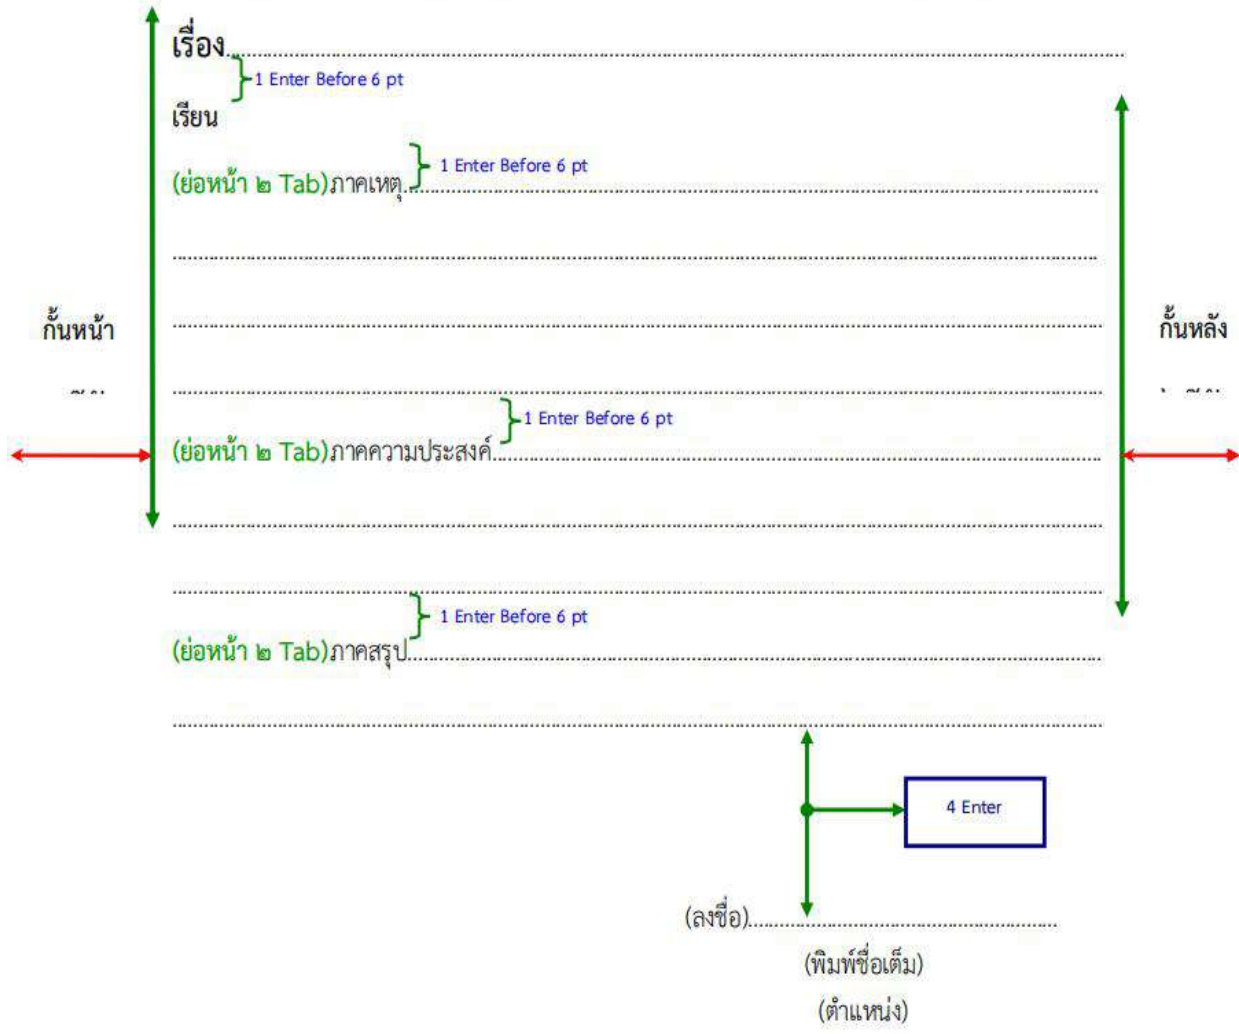 เรื่อง
1 Enter Before 6 pt
เรียน
1 Enter Before 6 pt
(ย่อหน้า ๒ Tab)ภาคเหตุ
กั้นหน้า
กั้นหลัง
1 Enter Before 6 pt
(ย่อหน้า ๒ Tab)ภาคความประสงค์
1 Enter Before 6 pt
(ย่อหน้า ๒ Tab)ภาคสรุป
4 Enter
(ลงชื่อ)
(พิมพ์ชื่อเต็ม)
(ตำแหน่ง)